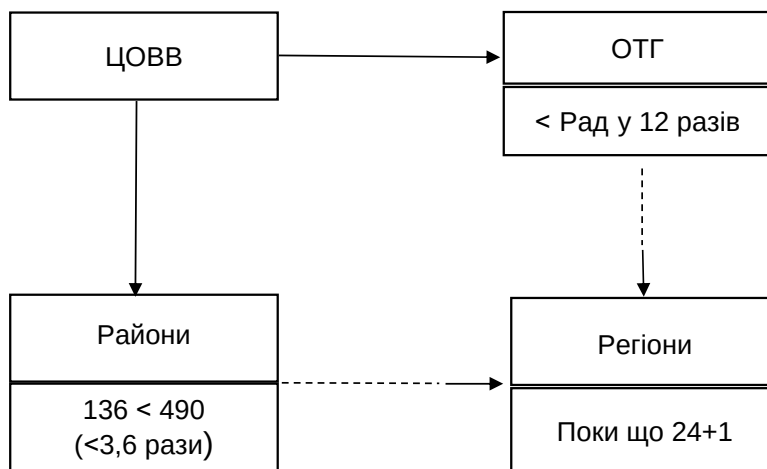 ЦОВВ
ОТГ
< Рад у 12 разів
Райони
136 < 490
(<3,6 рази)
Регіони
Поки що 24+1